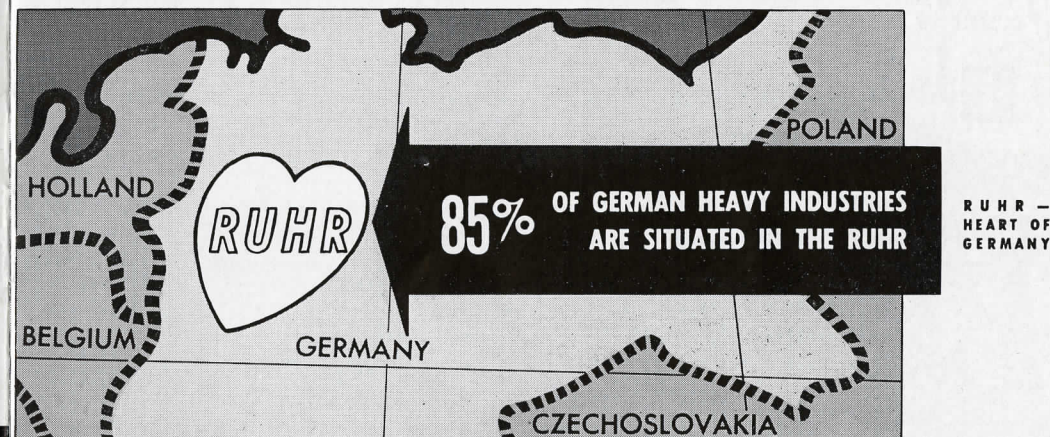 POLAND
HOLLAND
RUHR
85% OF GERMAN HEAVY INDUSTRIES
ARE SITUATED IN THE RUHR
RUHR –
HEART OF
GERMANY
BELGIUM
GERMANY
CZECHOSLOVAKIA